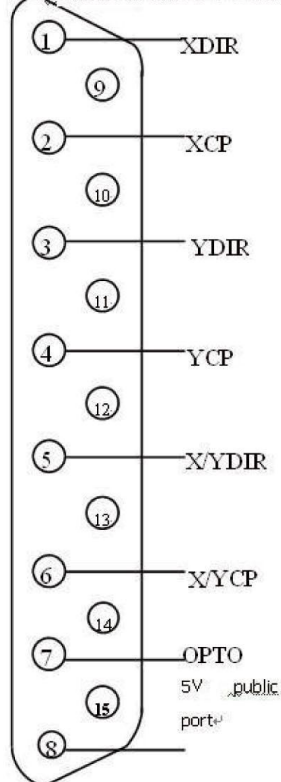 1 XDIR
9
2 XCP
10
3 YDIR
11
4 YCP
12
5 X/YDIR
13
6 X/YCP
14
7 OPTO
5V public
15
port
8